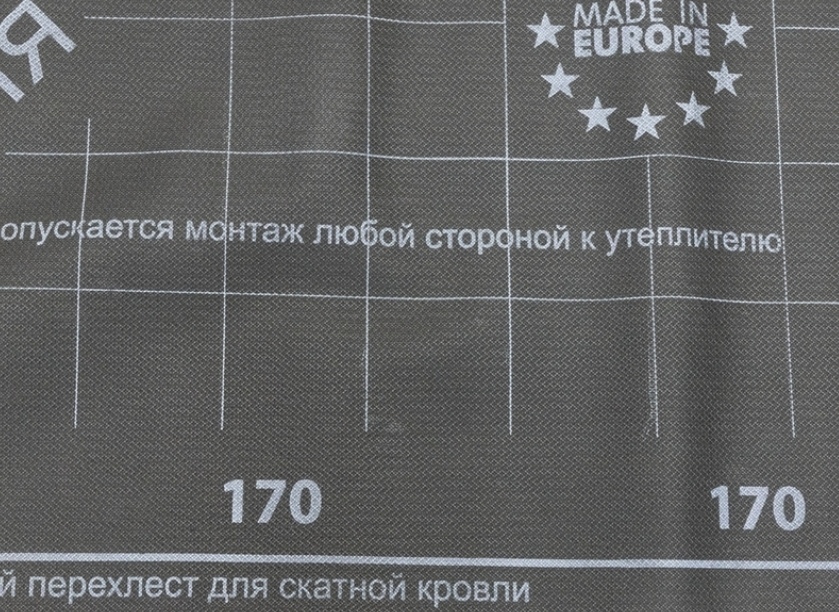 Я
MADE IN
EUROPE
опускается монтаж любой стороной к утеплителю
170 170
й перехлест для скатной кровли